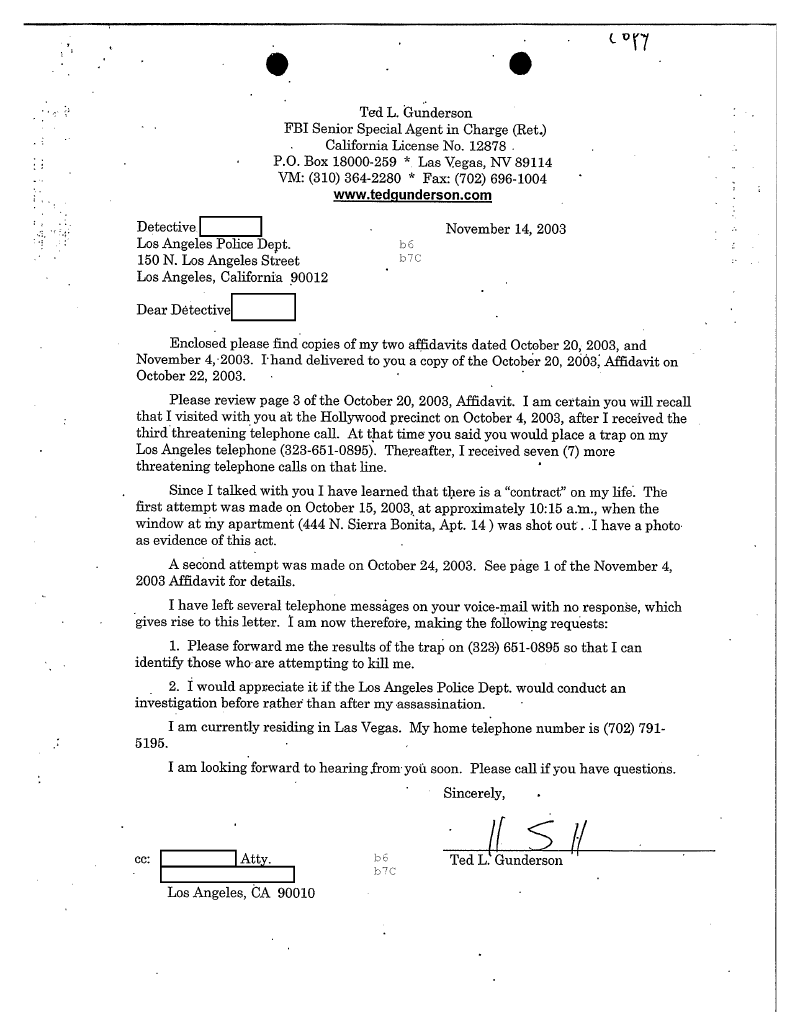 COPY
Ted L. Gunderson
FBI Senior Special Agent in Charge (Ret.)
California License No. 12878
P.O. Box 18000-259 * Las Vegas, NV 89114
VM: (310) 364-2280 * Fax: (702) 696-1004
www.tedgunderson.com
Detective November 14, 2003
Los Angeles Police Dept. b6
150 N. Los Angeles Street b7C
Los Angeles, California 90012
Dear Detective
Enclosed please find copies of my two affidavits dated October 20, 2003, and
November 4, 2003. I hand delivered to you a copy of the October 20, 2003, Affidavit on
October 22, 2003.
Please review page 3 of the October 20, 2003, Affidavit. I am certain you will recall
that I visited with you at the Hollywood precinct on October 4, 2003, after I received the
third threatening telephone call. At that time you said you would place a trap on my
Los Angeles telephone (323-651-0895). Thereafter, I received seven (7) more
threatening telephone calls on that line.
Since I talked with you I have learned that there is a “contract” on my life. The
first attempt was made on October 15, 2003, at approximately 10:15 a.m., when the
window at my apartment (444 N. Sierra Bonita, Apt. 14 ) was shot out . I have a photo
as evidence of this act.
A second attempt was made on October 24, 2003. See page 1 of the November 4,
2003 Affidavit for details.
I have left several telephone messages on your voice-mail with no response, which
gives rise to this letter. I am now therefore, making the following requests:
1. Please forward me the results of the trap on (323) 651-0895 so that I can
identify those who are attempting to kill me.
2. I would appreciate it if the Los Angeles Police Dept. would conduct an
investigation before rather than after my assassination.
I am currently residing in Las Vegas. My home telephone number is (702) 791-
5195.
I am looking forward to hearing from you soon. Please call if you have questions.
Sincerely,
cc: Atty. b6
b7C
Ted L. Gunderson
Los Angeles, CA 90010